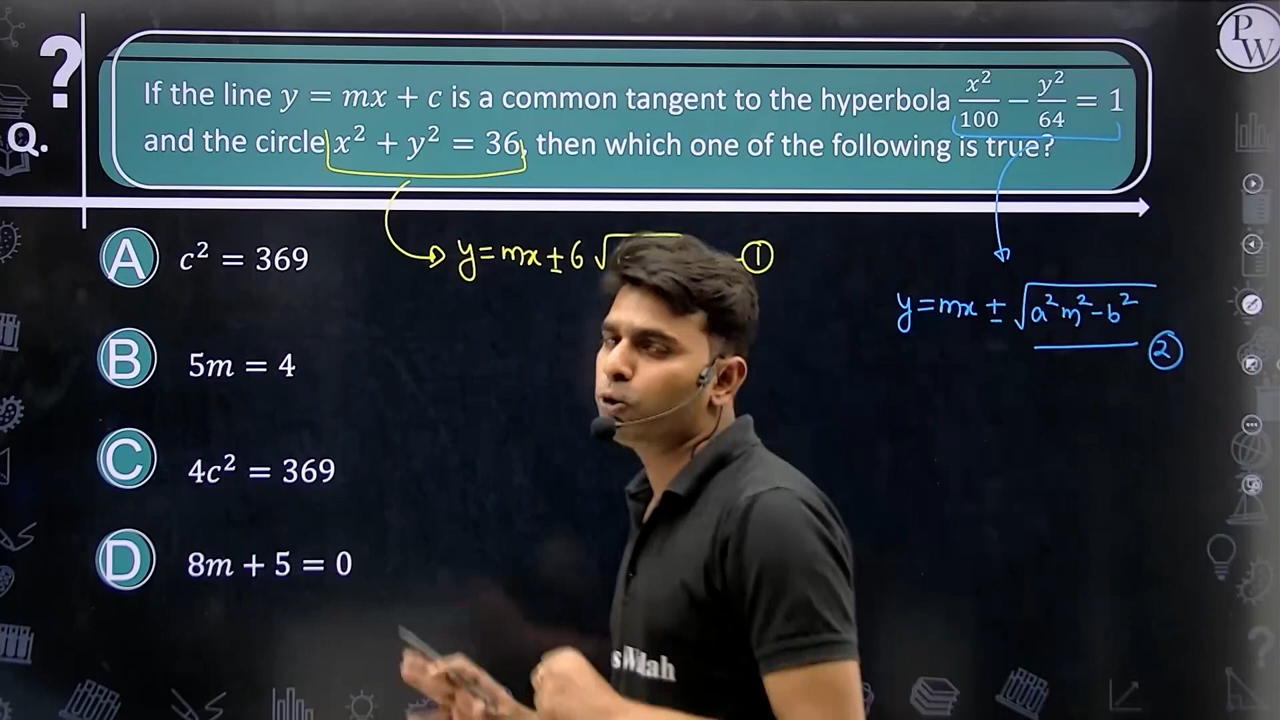 PW
?
Q.
If the line y = mx + c is a common tangent to the hyperbola x²/100 − y²/64 = 1
and the circle x² + y² = 36, then which one of the following is true?
A c² = 369
B 5m = 4
C 4c² = 369
D 8m + 5 = 0
y = mx ± 6 √ ①
y = mx ± √a²m² − b² ②